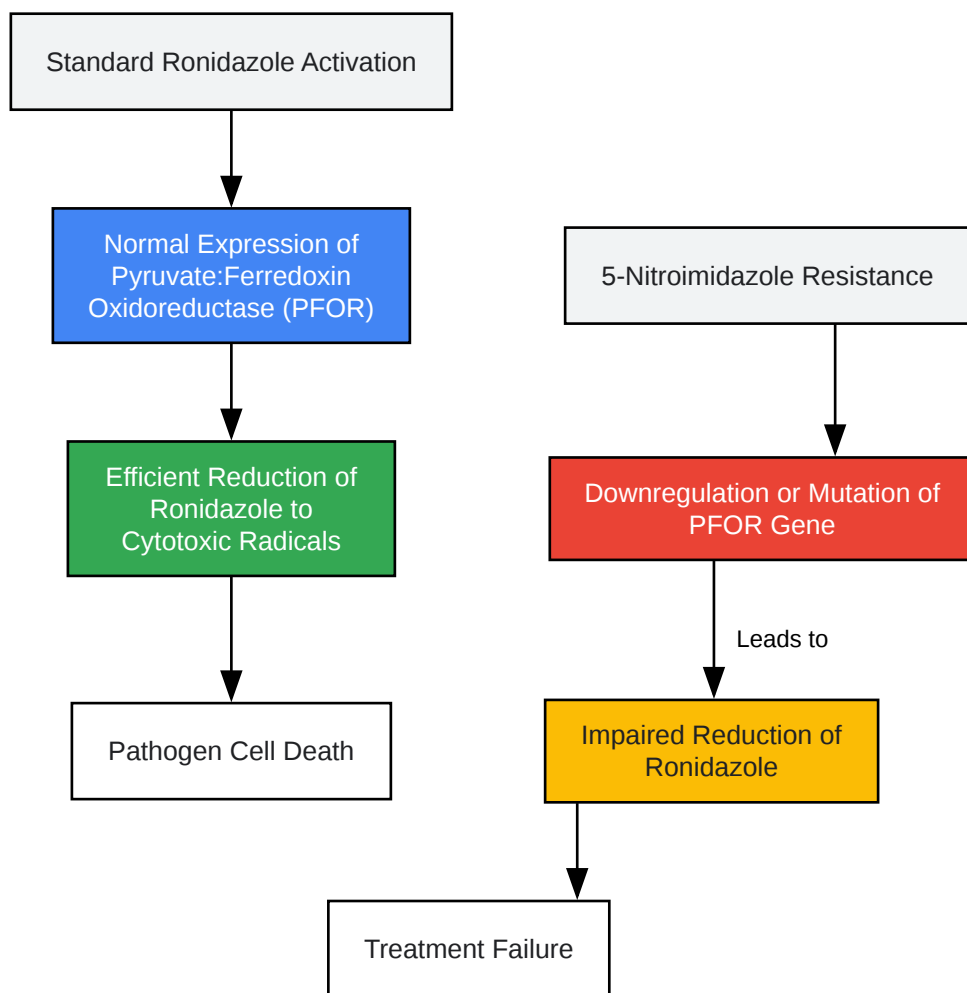 Standard Ronidazole Activation
Normal Expression of
Pyruvate:Ferredoxin
Oxidoreductase (PFOR)
Efficient Reduction of
Ronidazole to
Cytotoxic Radicals
Pathogen Cell Death
5-Nitroimidazole Resistance
Downregulation or Mutation of
PFOR Gene
Leads to
Impaired Reduction of
Ronidazole
Treatment Failure